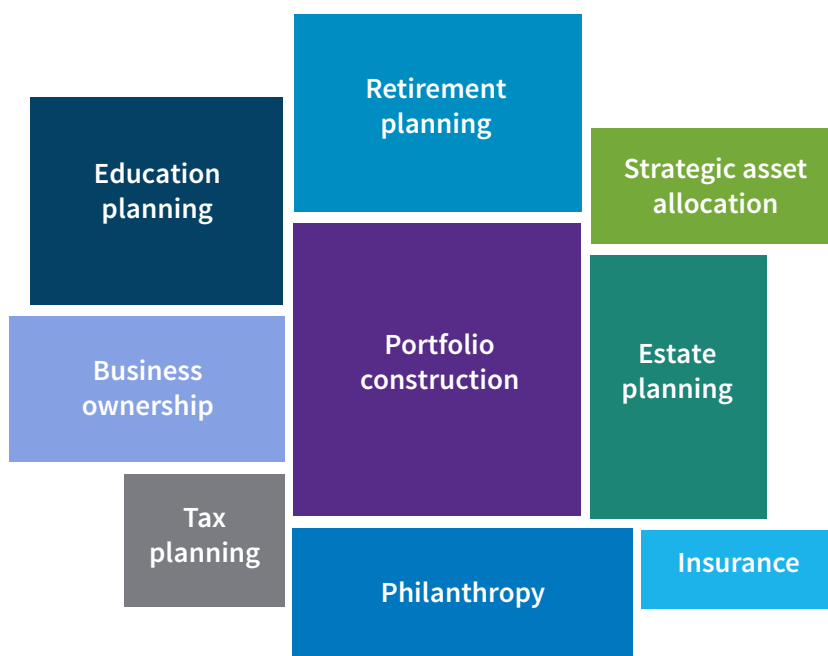 Retirement
planning
Education
planning
Strategic asset
allocation
Portfolio
construction
Estate
planning
Business
ownership
Tax
planning
Philanthropy
Insurance